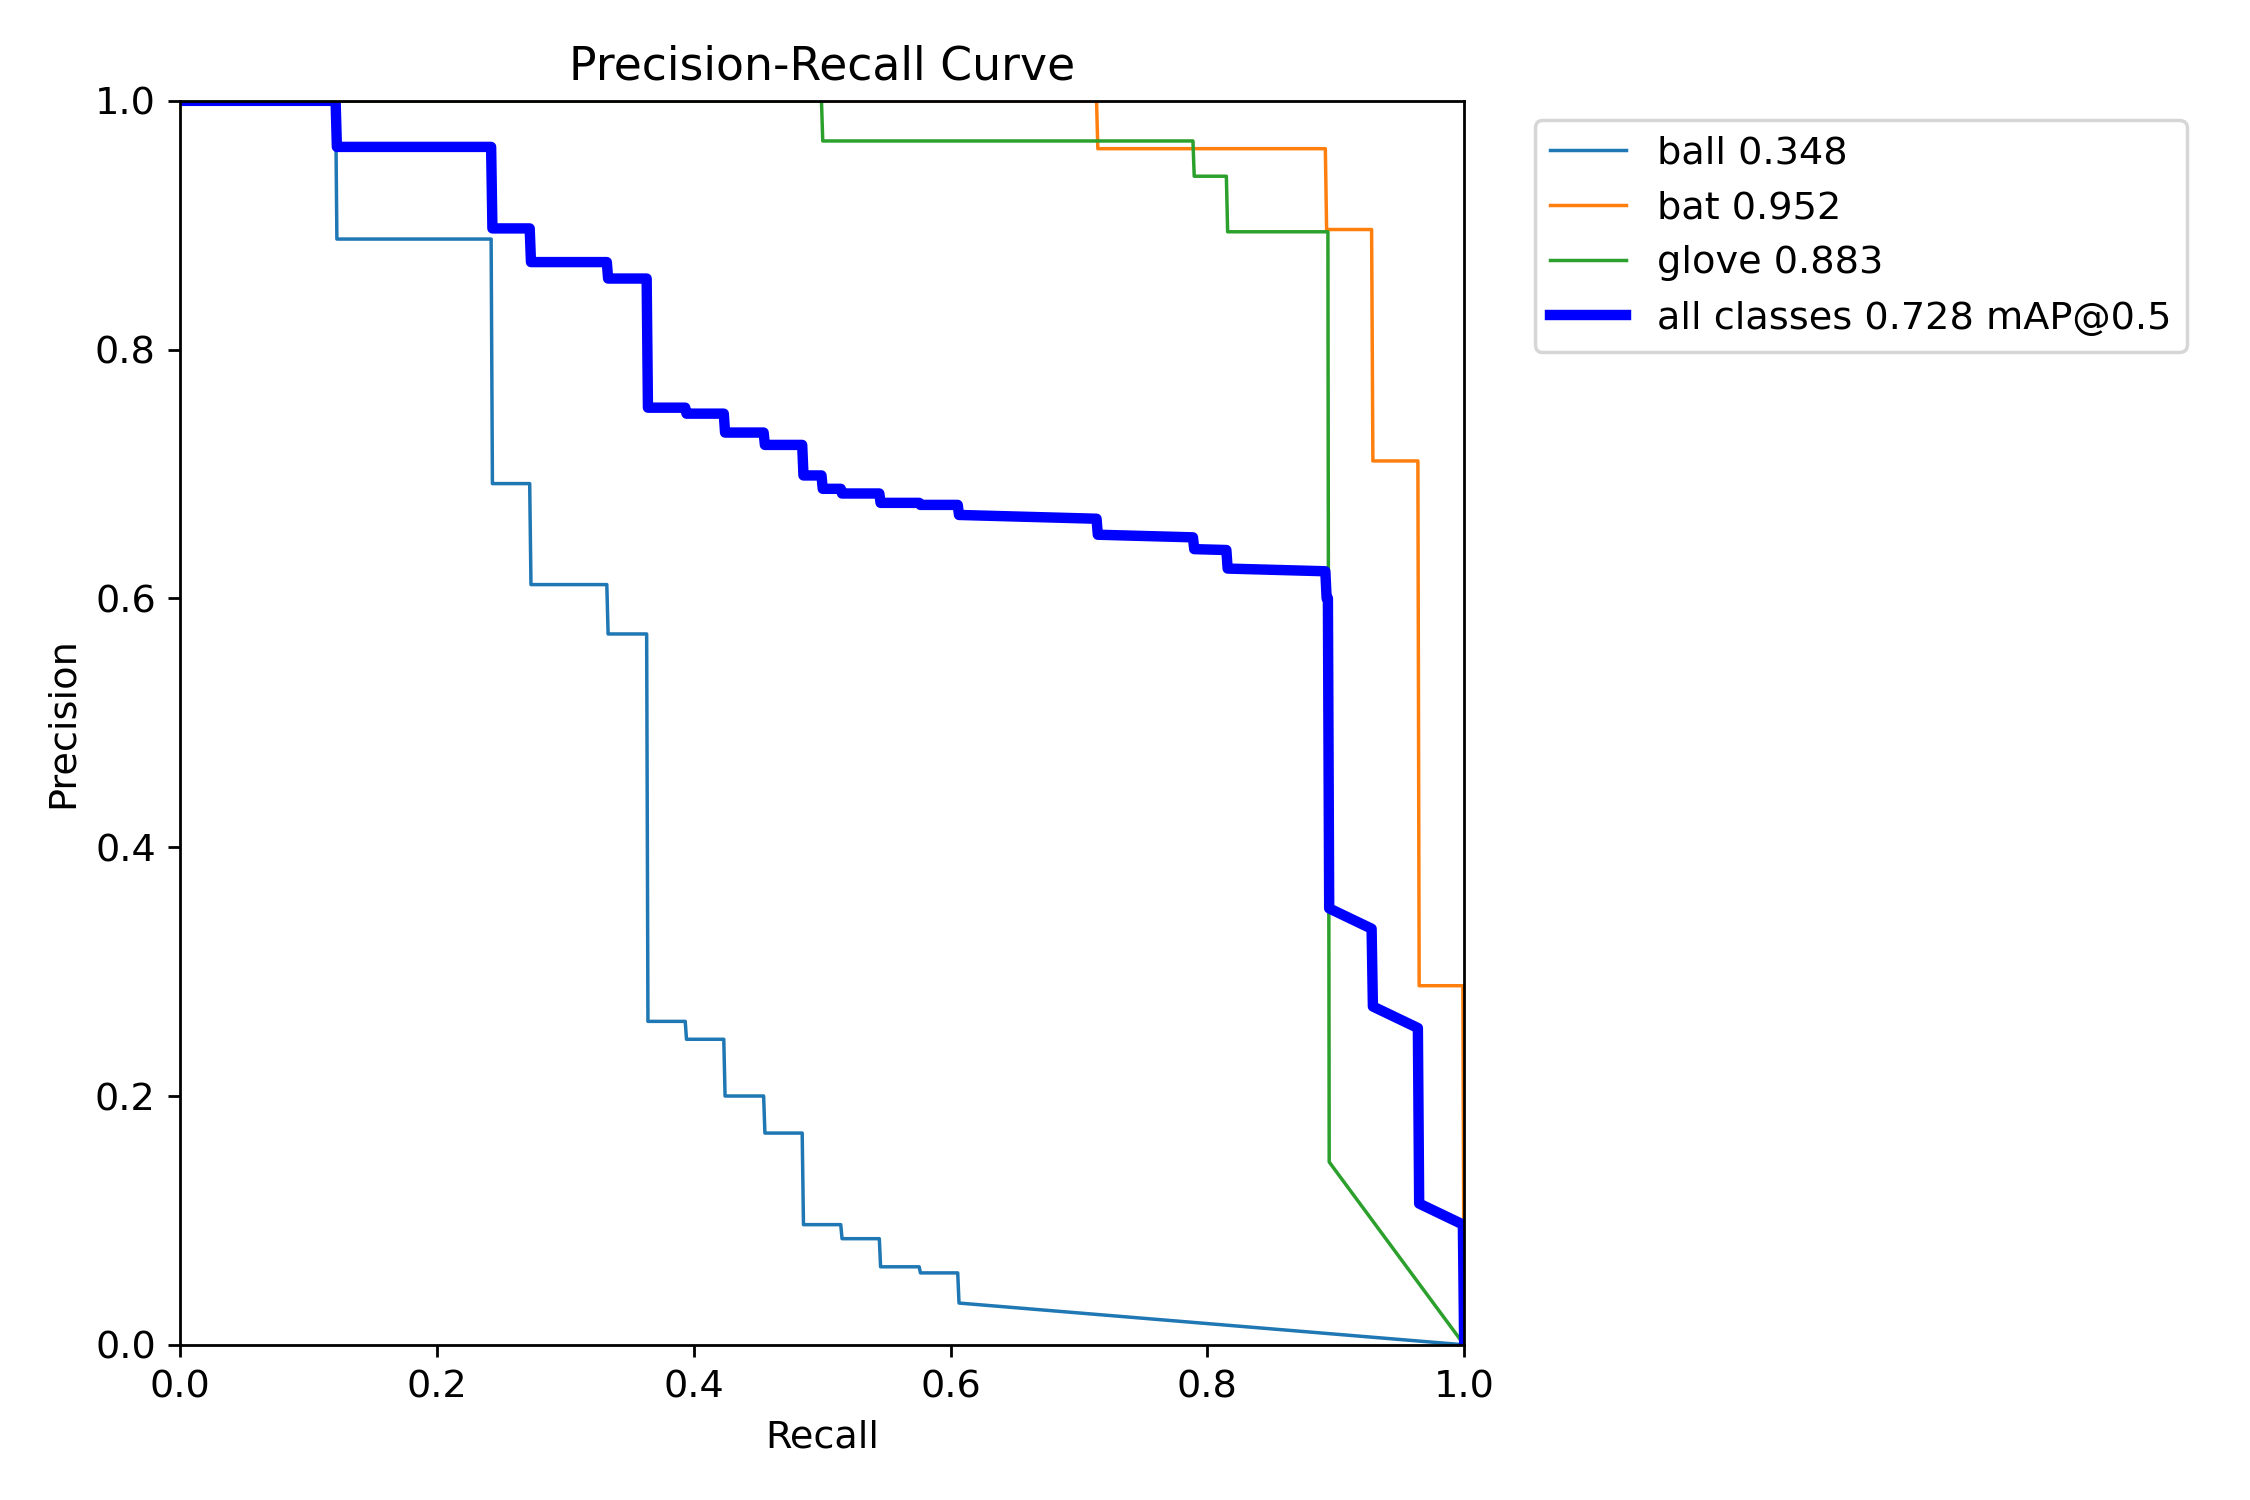 Precision-Recall Curve
1.0
0.8
0.6
0.4
0.2
0.0
Precision
0.0 0.2 0.4 0.6 0.8 1.0
Recall
ball 0.348
bat 0.952
glove 0.883
all classes 0.728 mAP@0.5